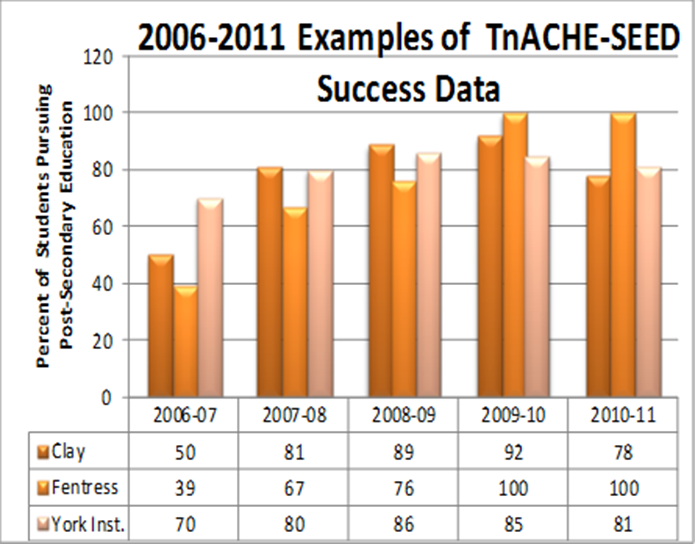 2006-2011 Examples of TnACHE-SEED
Success Data
Percent of Students Pursuing
Post-Secondary Education
120
100
80
60
40
20
0
2006-07 2007-08 2008-09 2009-10 2010-11
Clay 50 81 89 92 78
Fentress 39 67 76 100 100
York Inst. 70 80 86 85 81